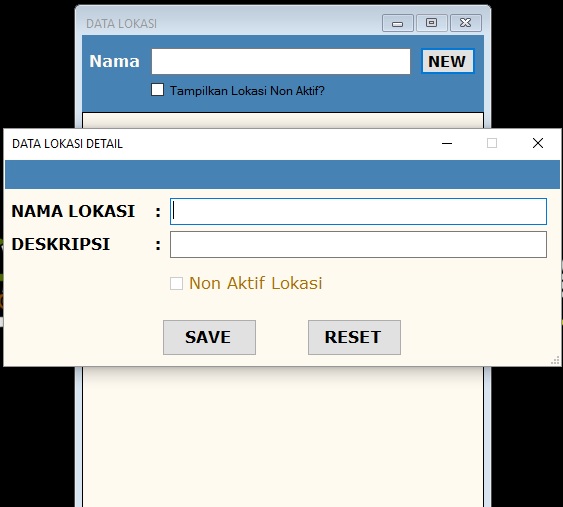 DATA LOKASI
Nama NEW
Tampilkan Lokasi Non Aktif?
DATA LOKASI DETAIL
NAMA LOKASI :
DESKRIPSI :
Non Aktif Lokasi
SAVE RESET